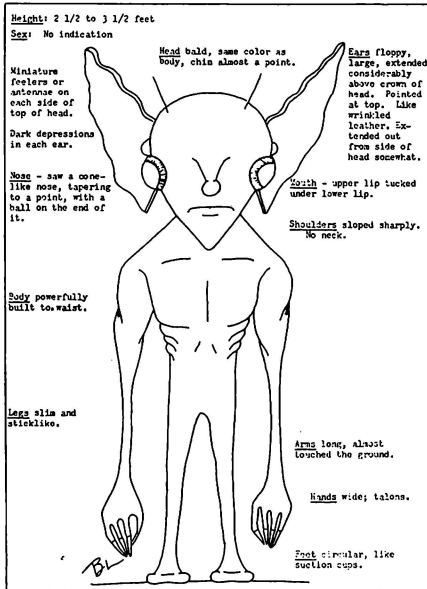 Height: 2 1/2 to 3 1/2 feet
Sex: No indication
Head bald, same color as
body, chin almost a point.
Ears floppy,
large, extended
considerably
above crown of
head. Pointed
at top. Like
wrinkled
leather. Ex-
tended out
from side of
head somewhat.
Miniature
feelers or
antennae on
each side of
top of head.
Dark depressions
in each ear.
Nose - saw a cone-
like nose, tapering
to a point, with a
ball on the end of
it.
Mouth - upper lip tucked
under lower lip.
Shoulders sloped sharply.
No neck.
Body powerfully
built to waist.
Legs slim and
sticklike.
Arms long, almost
touched the ground.
Hands wide; talons.
Feet circular, like
suction cups.
BL